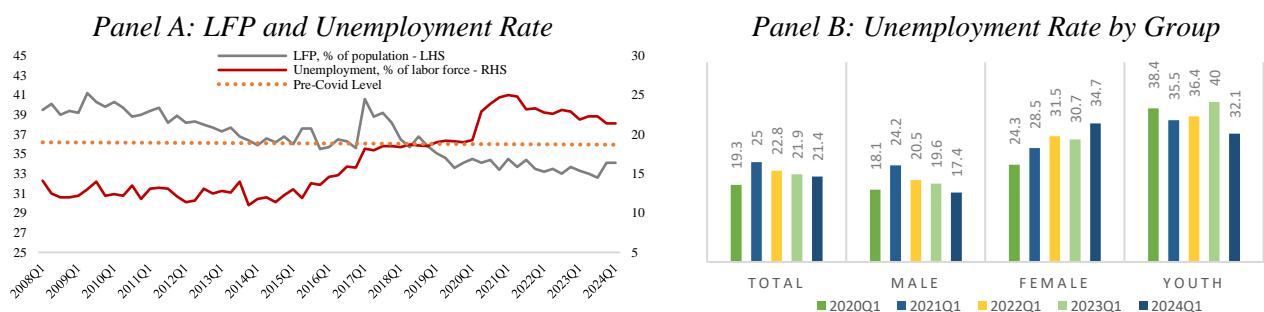 Panel A: LFP and Unemployment Rate
LFP, % of population - LHS
Unemployment, % of labor force - RHS
Pre-Covid Level
45
43
41
39
37
35
33
31
29
27
25
30
25
20
15
10
5
2008Q1
2009Q1
2010Q1
2011Q1
2012Q1
2013Q1
2014Q1
2015Q1
2016Q1
2017Q1
2018Q1
2019Q1
2020Q1
2021Q1
2022Q1
2023Q1
2024Q1
Panel B: Unemployment Rate by Group
19.3
25
22.8
21.9
21.4
18.1
24.2
20.5
19.6
17.4
24.3
28.5
31.5
30.7
34.7
38.4
35.5
36.4
40
32.1
TOTAL
MALE
FEMALE
YOUTH
2020Q1 2021Q1 2022Q1 2023Q1 2024Q1